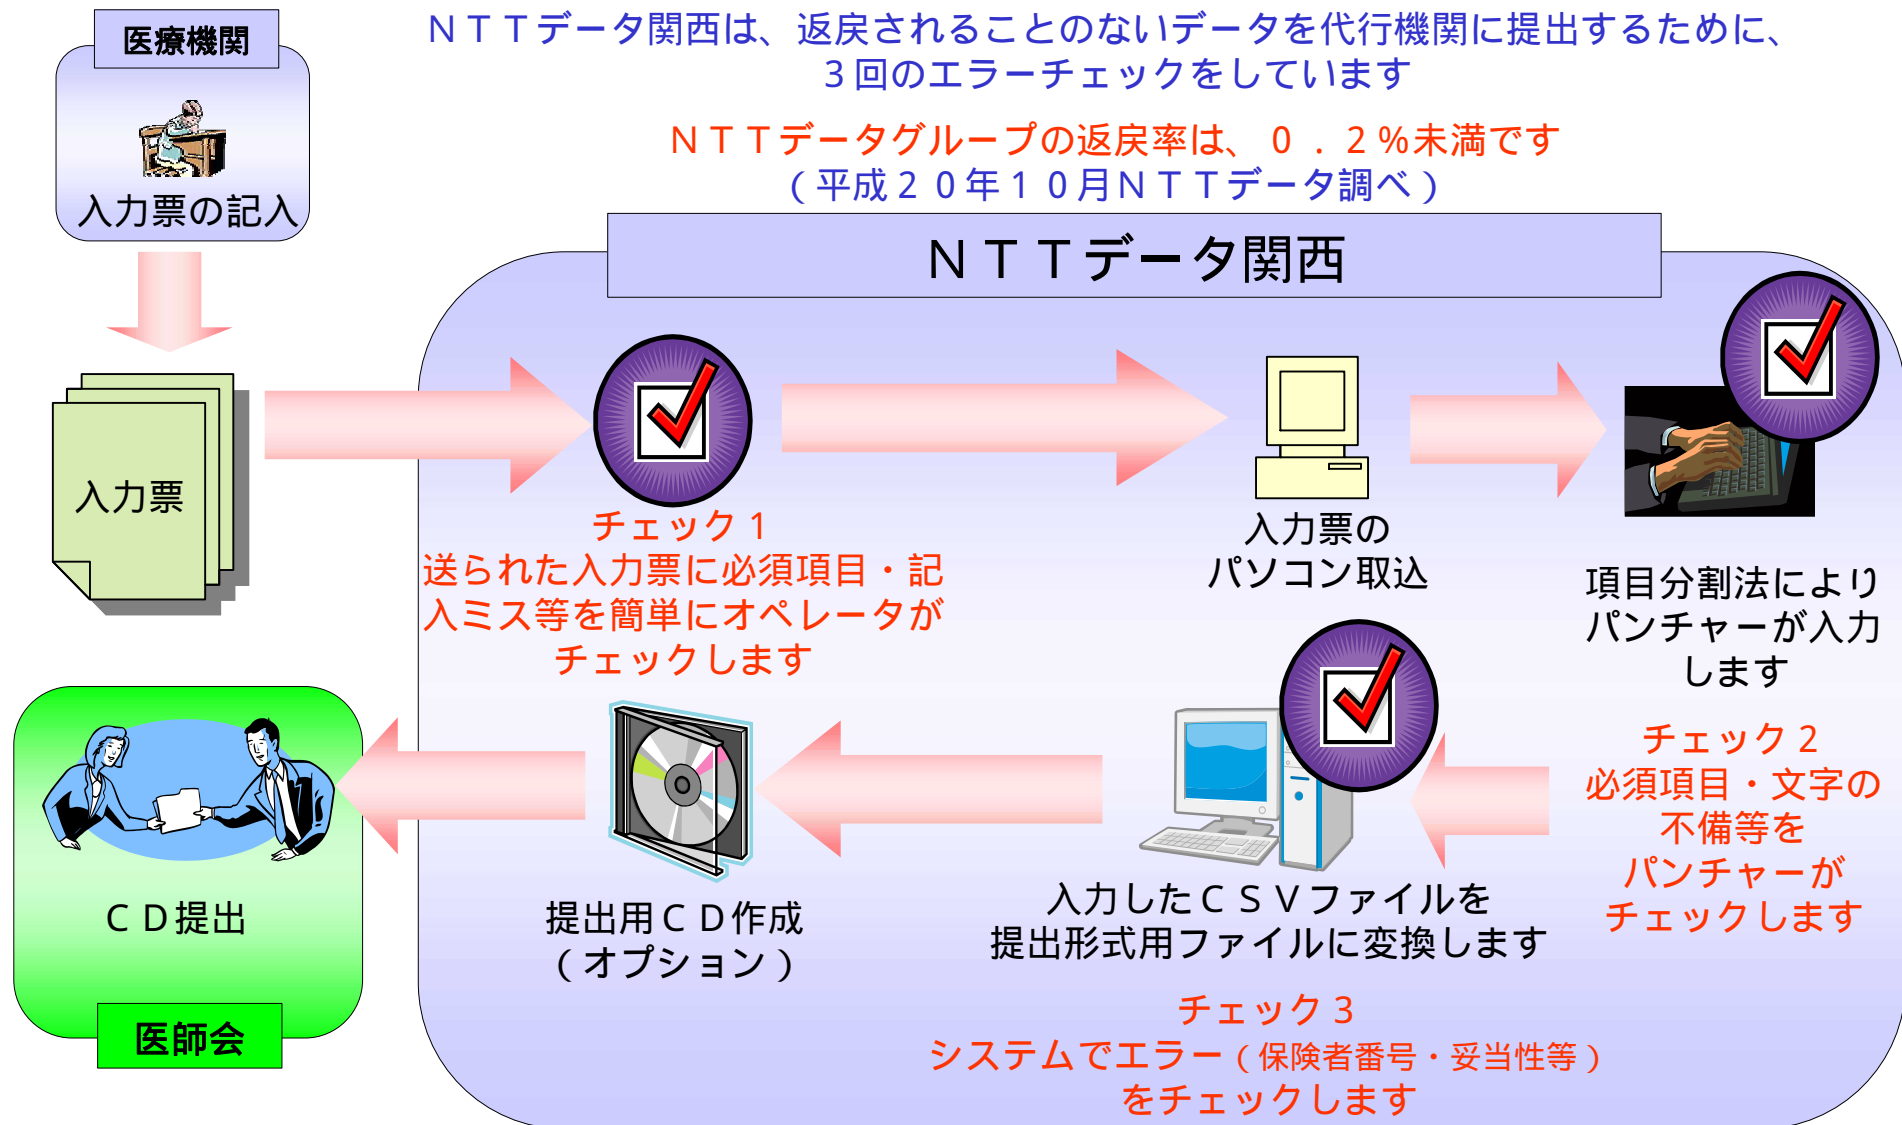 医療機関
入力票の記入
ＮＴＴデータ関西は、返戻されることのないデータを代行機関に提出するために、
３回のエラーチェックをしています
ＮＴＴデータグループの返戻率は、０．２％未満です
（平成２０年１０月ＮＴＴデータ調べ）
ＮＴＴデータ関西
入力票
チェック１
送られた入力票に必須項目・記
入ミス等を簡単にオペレータが
チェックします
入力票の
パソコン取込
項目分割法により
パンチャーが入力
します
チェック２
必須項目・文字の
不備等を
パンチャーが
チェックします
入力したＣＳＶファイルを
提出形式用ファイルに変換します
チェック３
システムでエラー（保険者番号・妥当性等）
をチェックします
提出用ＣＤ作成
（オプション）
ＣＤ提出
医師会